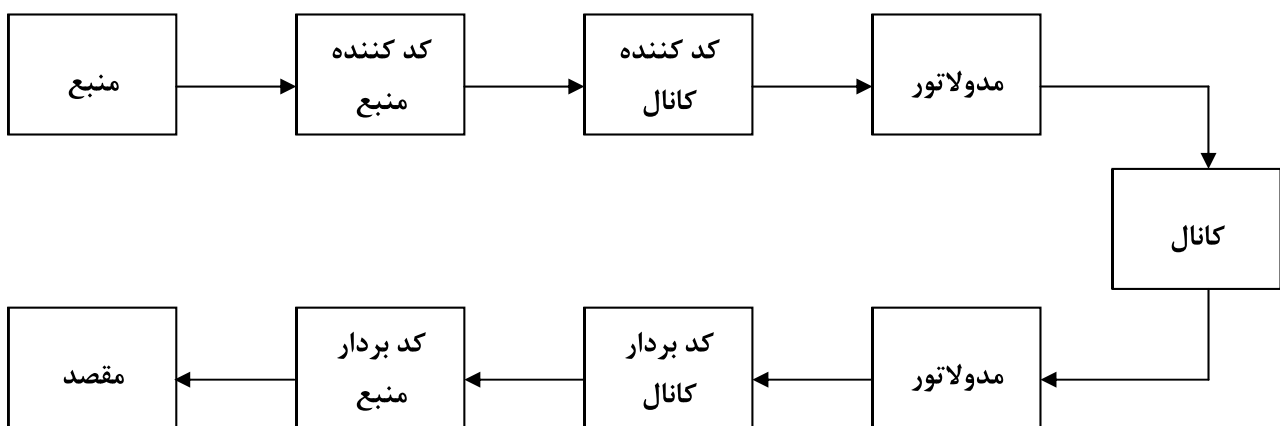 منبع
کد کننده
منبع
کد کننده
کانال
مدولاتور
کانال
مدولاتور
کد بردار
کانال
کد بردار
منبع
مقصد